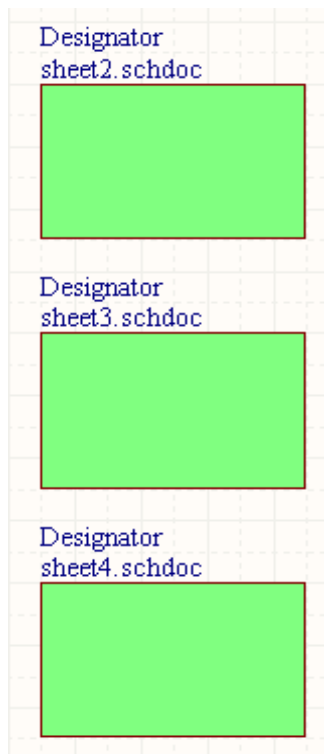 Designator
sheet2.schdoc
Designator
sheet3.schdoc
Designator
sheet4.schdoc